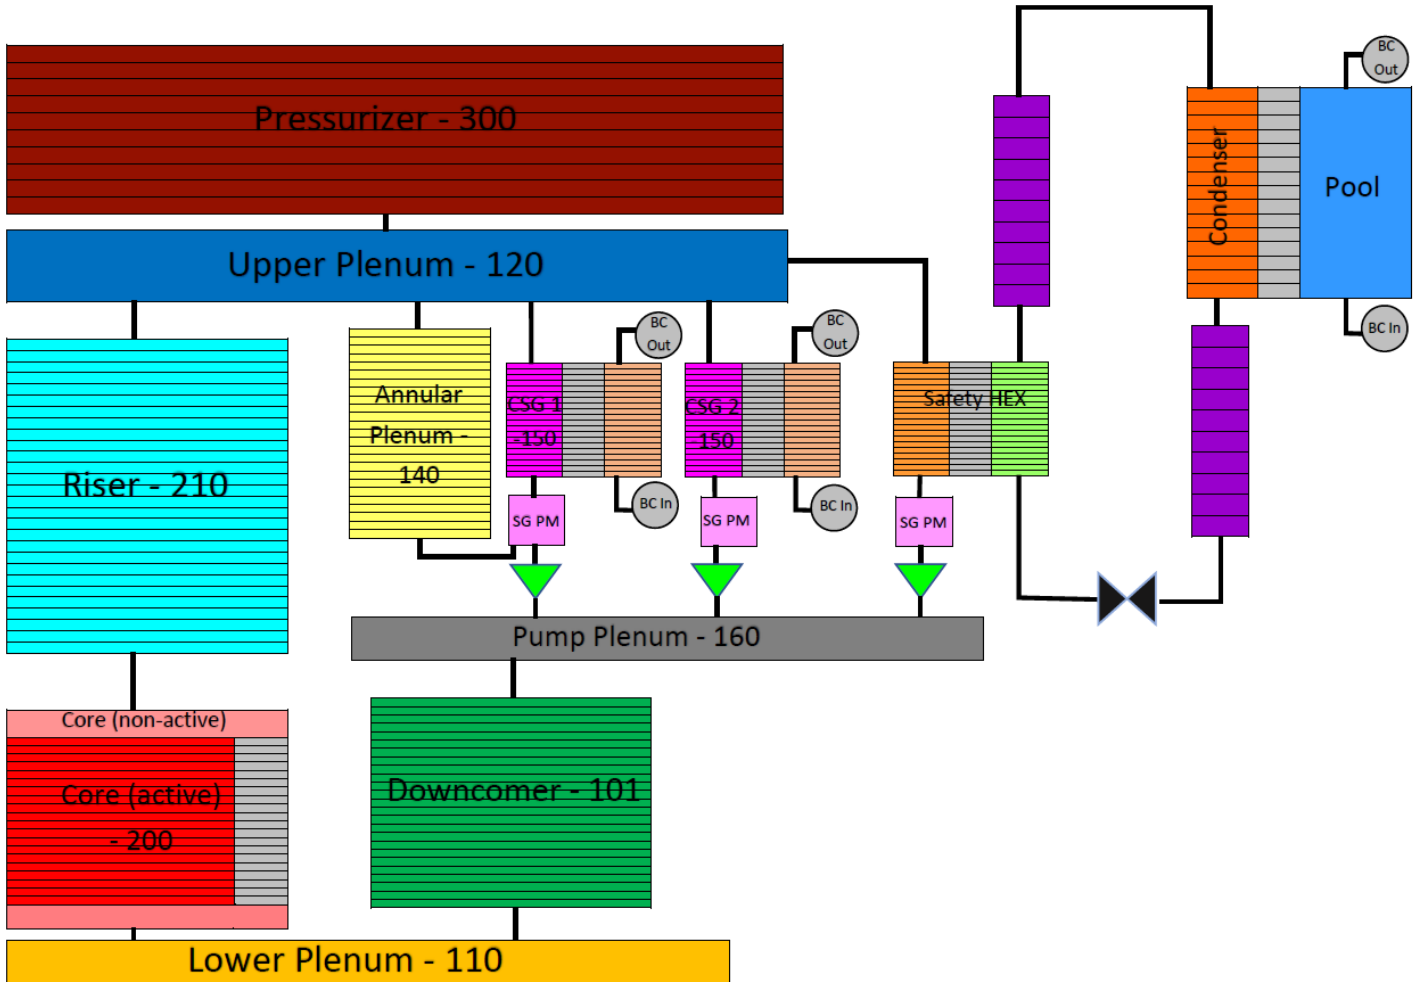 BC
Out
Pressurizer - 300
Condenser
Pool
Upper Plenum - 120
BC
Out
BC
Out
BC In
Annular
Plenum -
140
CSG 1
-150
CSG 2
-150
Safety HEX
Riser - 210
BC In
BC In
SG PM
SG PM
SG PM
Pump Plenum - 160
Core (non-active)
Core (active)
- 200
Downcomer - 101
Lower Plenum - 110